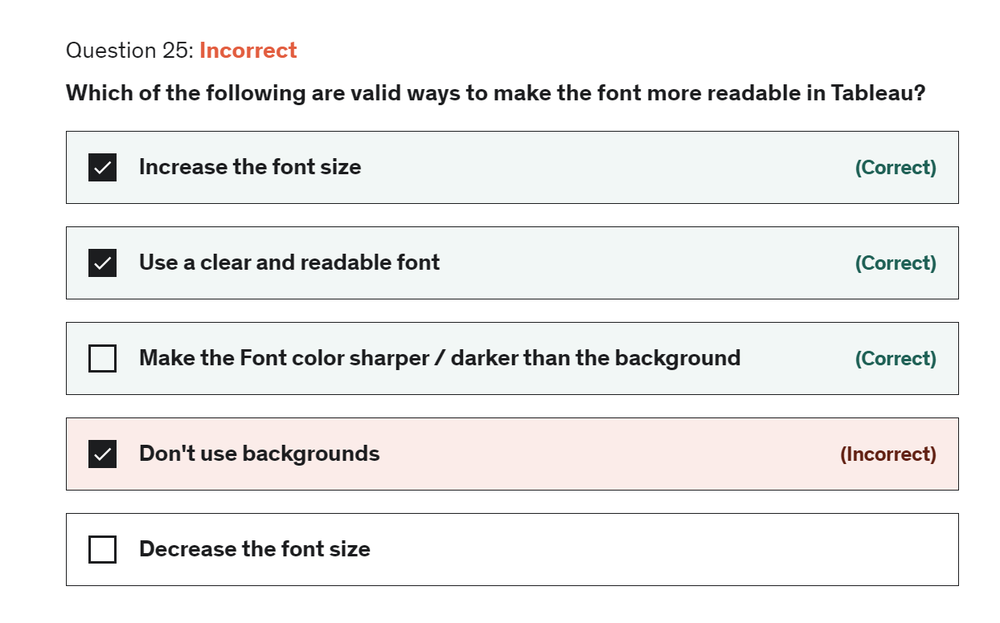 Question 25: Incorrect
Which of the following are valid ways to make the font more readable in Tableau?
Increase the font size (Correct)
Use a clear and readable font (Correct)
Make the Font color sharper / darker than the background (Correct)
Don't use backgrounds (Incorrect)
Decrease the font size